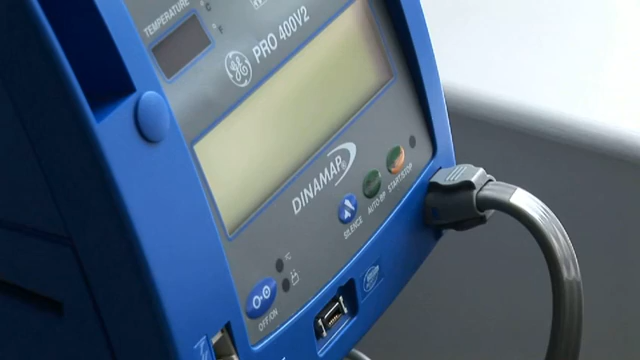 TEMPERATURE
°C
°F
GE PRO 400V2
DINAMAP®
SILENCE
AUTO BP
START/STOP
°C
OFF/ON